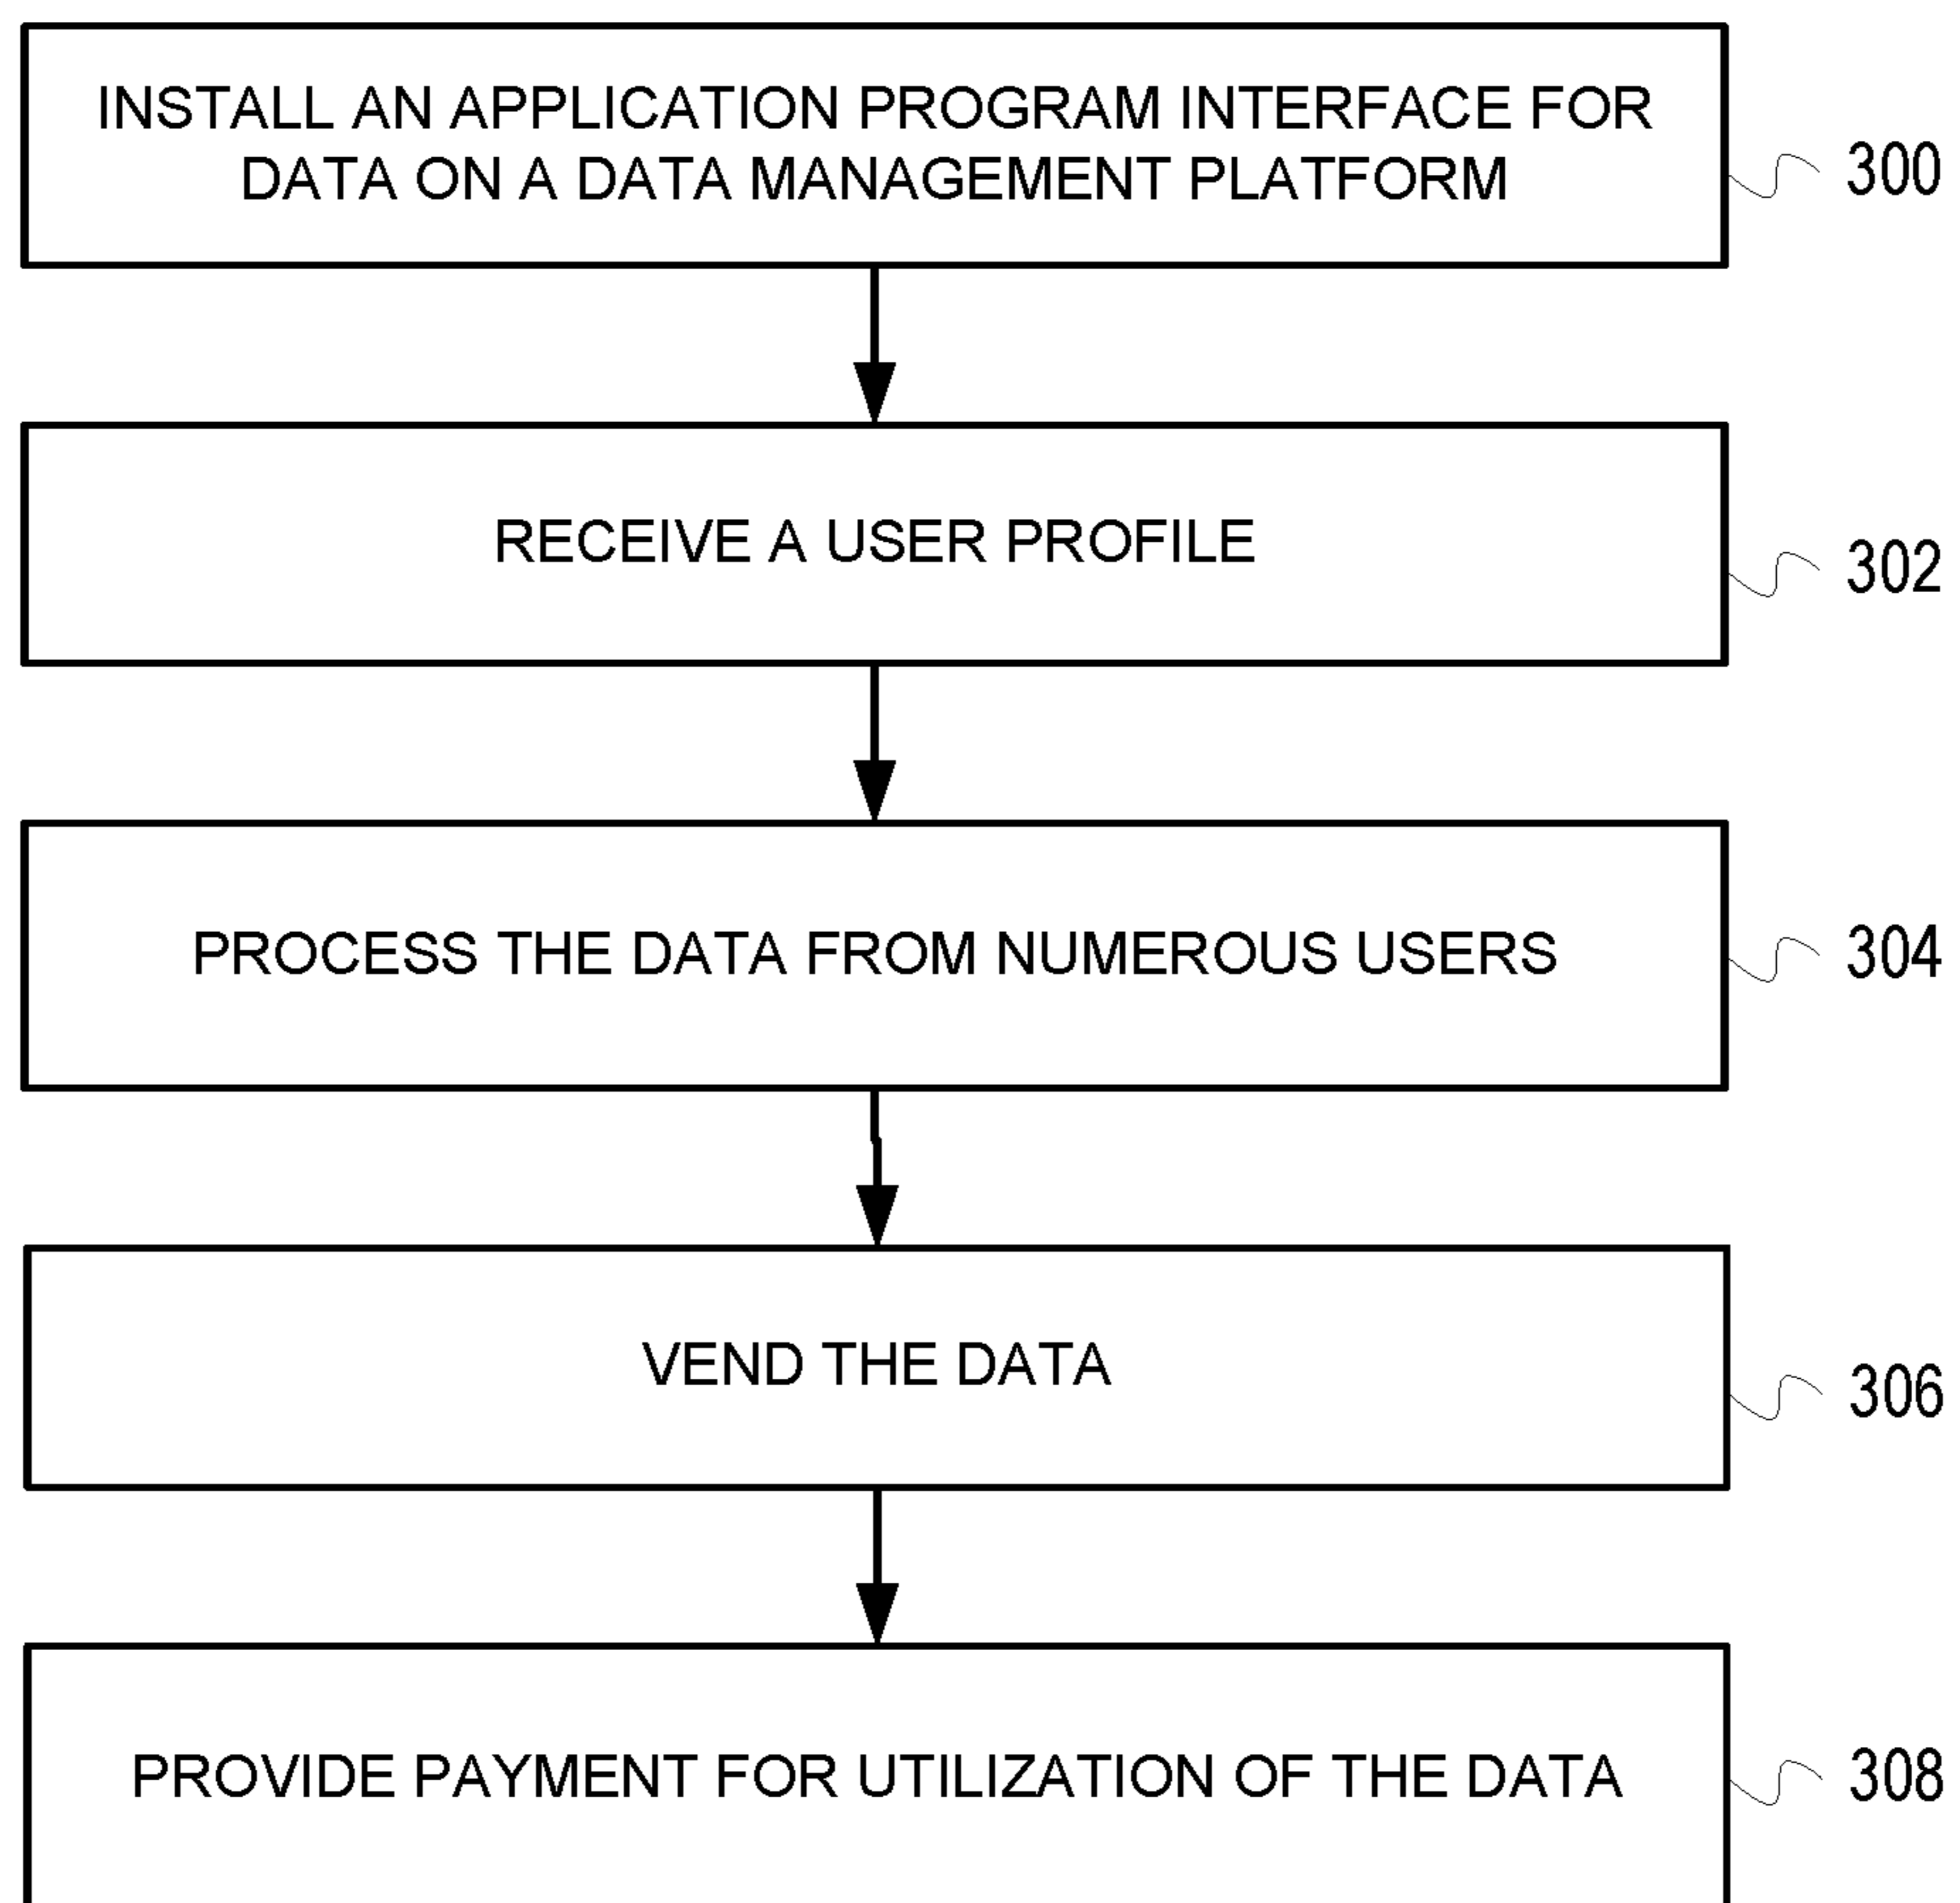 INSTALL AN APPLICATION PROGRAM INTERFACE FOR
DATA ON A DATA MANAGEMENT PLATFORM
300
RECEIVE A USER PROFILE
302
PROCESS THE DATA FROM NUMEROUS USERS
304
VEND THE DATA
306
PROVIDE PAYMENT FOR UTILIZATION OF THE DATA
308